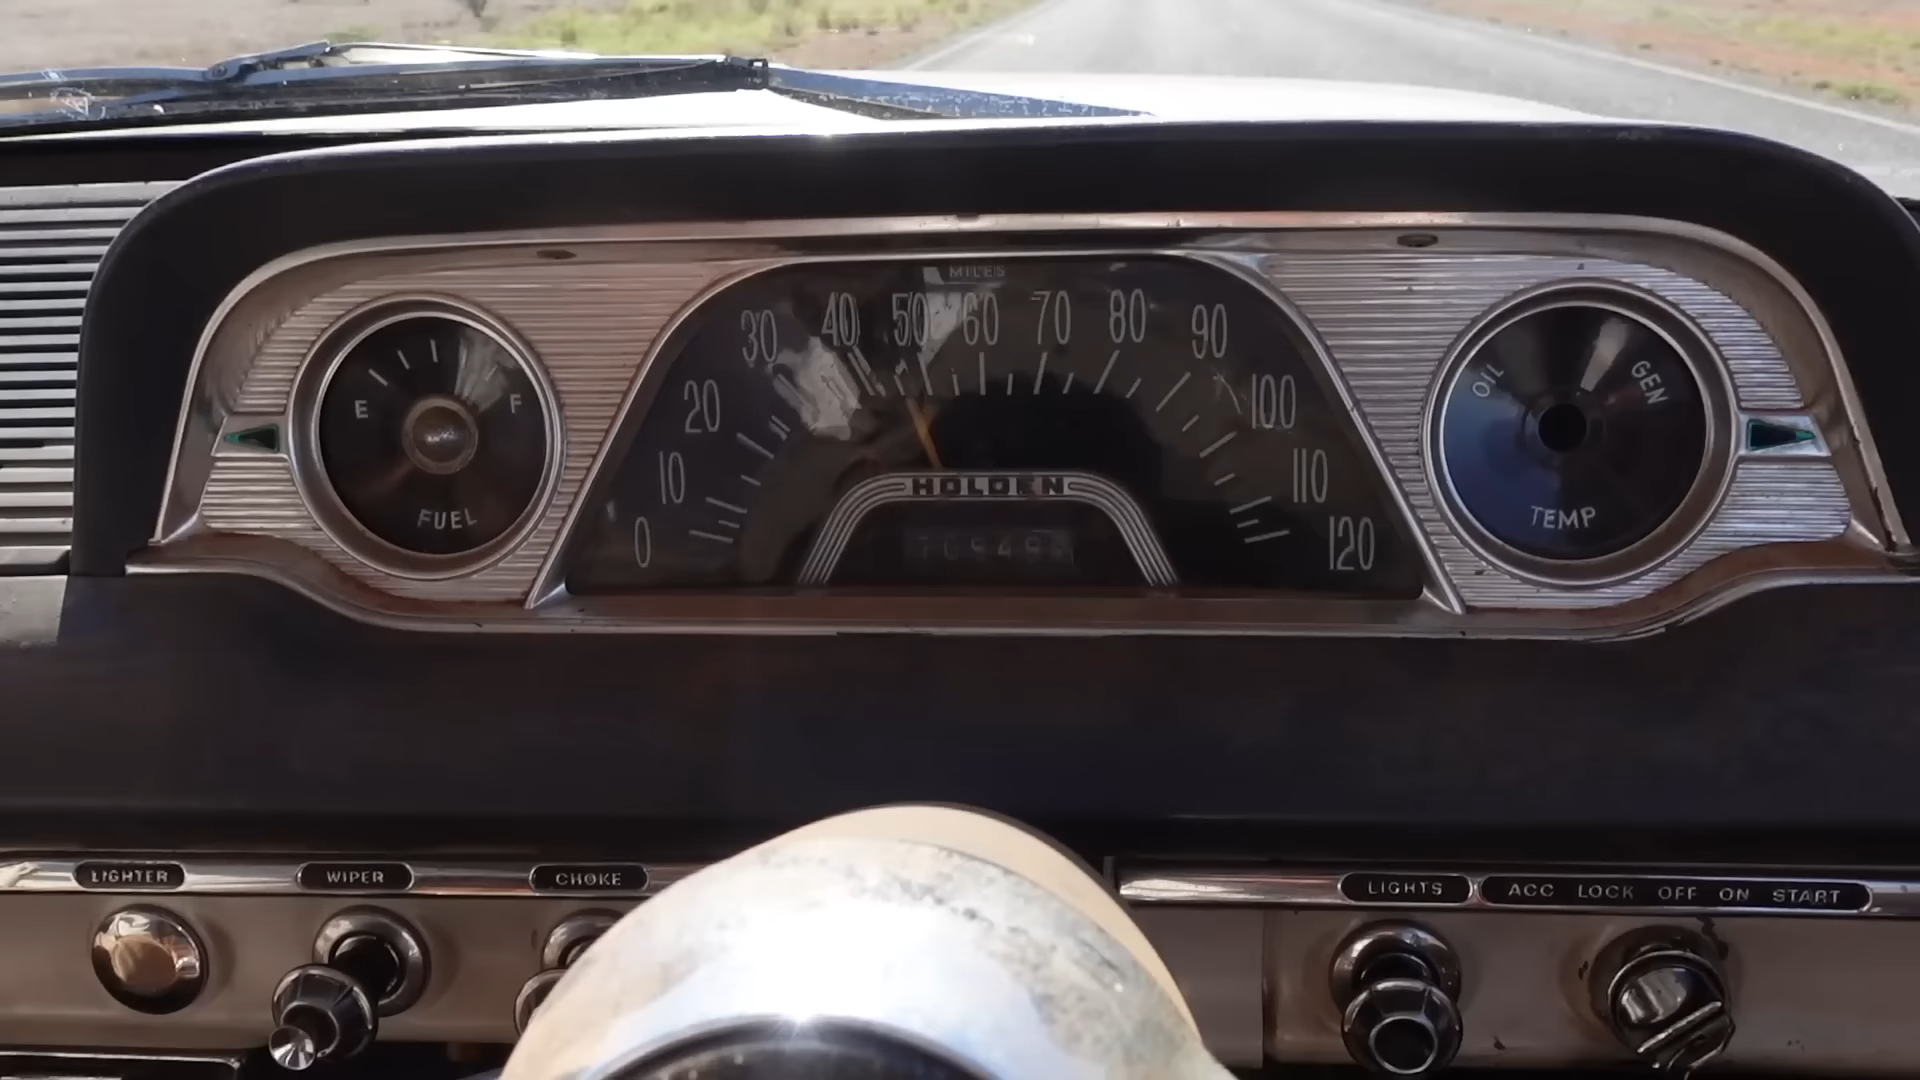 MILES
0 10 20 30 40 50 60 70 80 90 100 110 120
E F
FUEL
HOLDEN
OIL GEN
TEMP
LIGHTER
WIPER
CHOKE
LIGHTS
ACC LOCK OFF ON START